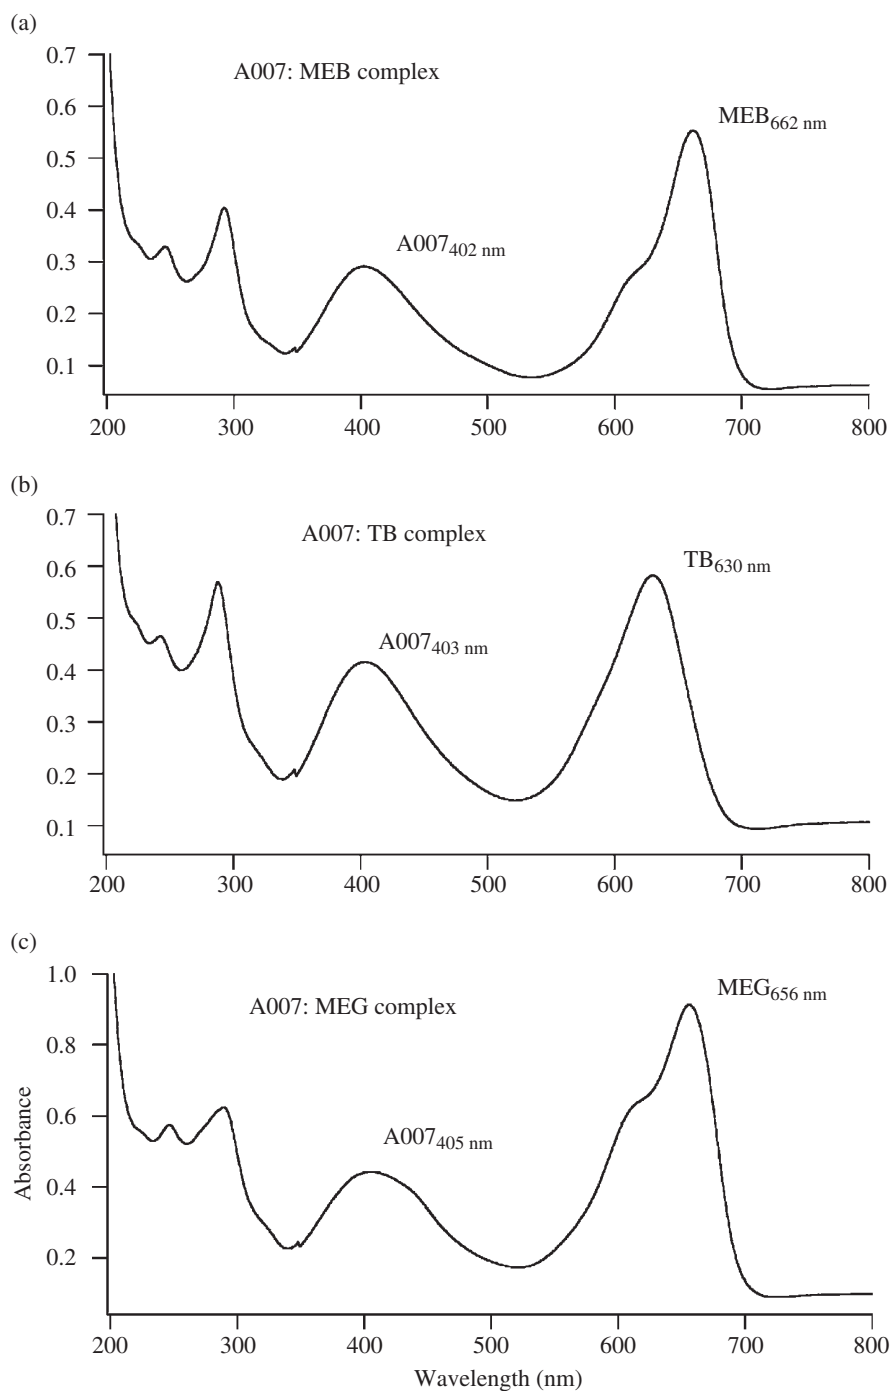 (a)
0.7
A007: MEB complex
0.6
MEB662 nm
0.5
0.4
A007402 nm
0.3
0.2
0.1
200 300 400 500 600 700 800
(b)
0.7
A007: TB complex
0.6
TB630 nm
0.5
A007403 nm
0.4
0.3
0.2
0.1
200 300 400 500 600 700 800
(c)
1.0
MEG656 nm
A007: MEG complex
0.8
0.6
A007405 nm
0.4
0.2
Absorbance
200 300 400 500 600 700 800
Wavelength (nm)